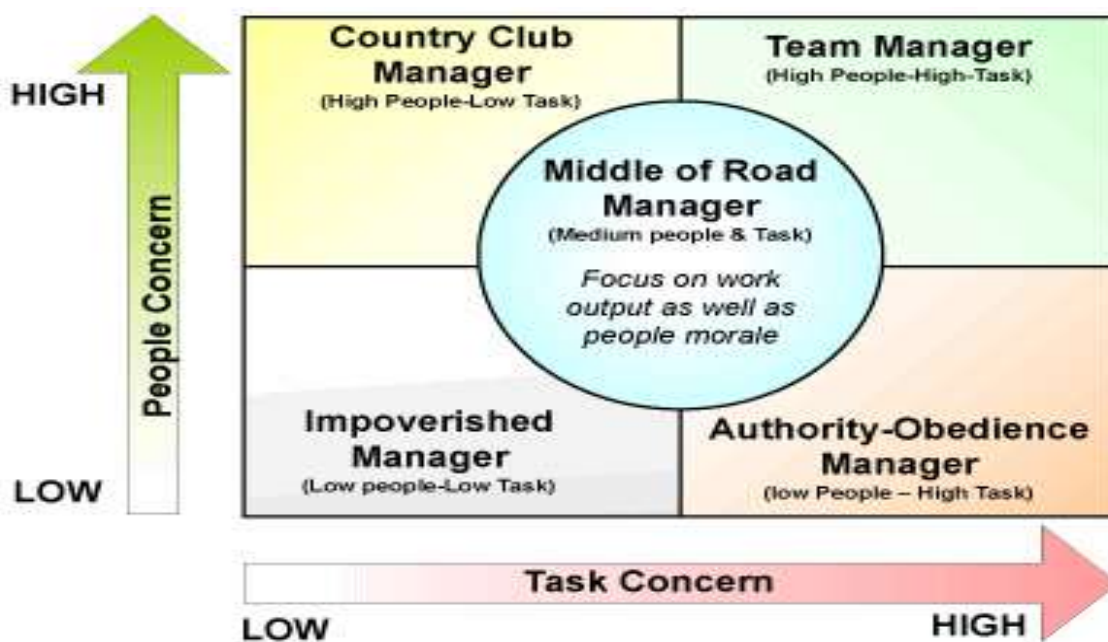 Country Club
Manager
(High People-Low Task)
Team Manager
(High People-High-Task)
HIGH
Middle of Road
Manager
(Medium people & Task)
Focus on work
output as well as
people morale
People Concern
Impoverished
Manager
(Low people-Low Task)
Authority-Obedience
Manager
(low People – High Task)
LOW
Task Concern
LOW
HIGH